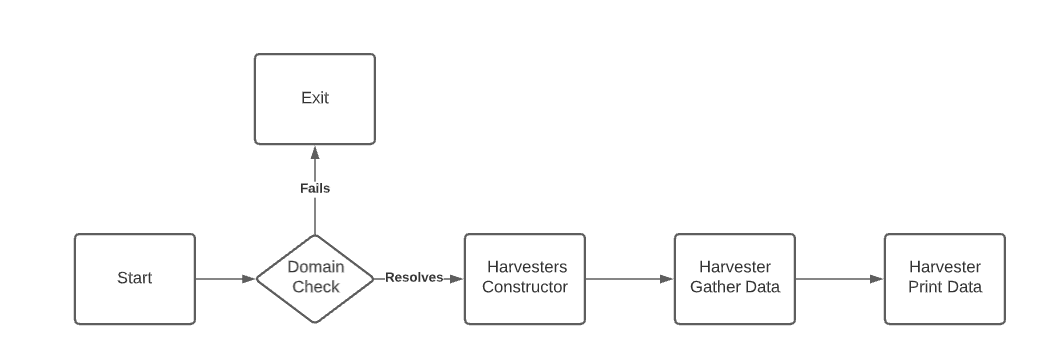 Exit
Fails
Start
Domain
Check
Resolves
Harvesters
Constructor
Harvester
Gather Data
Harvester
Print Data